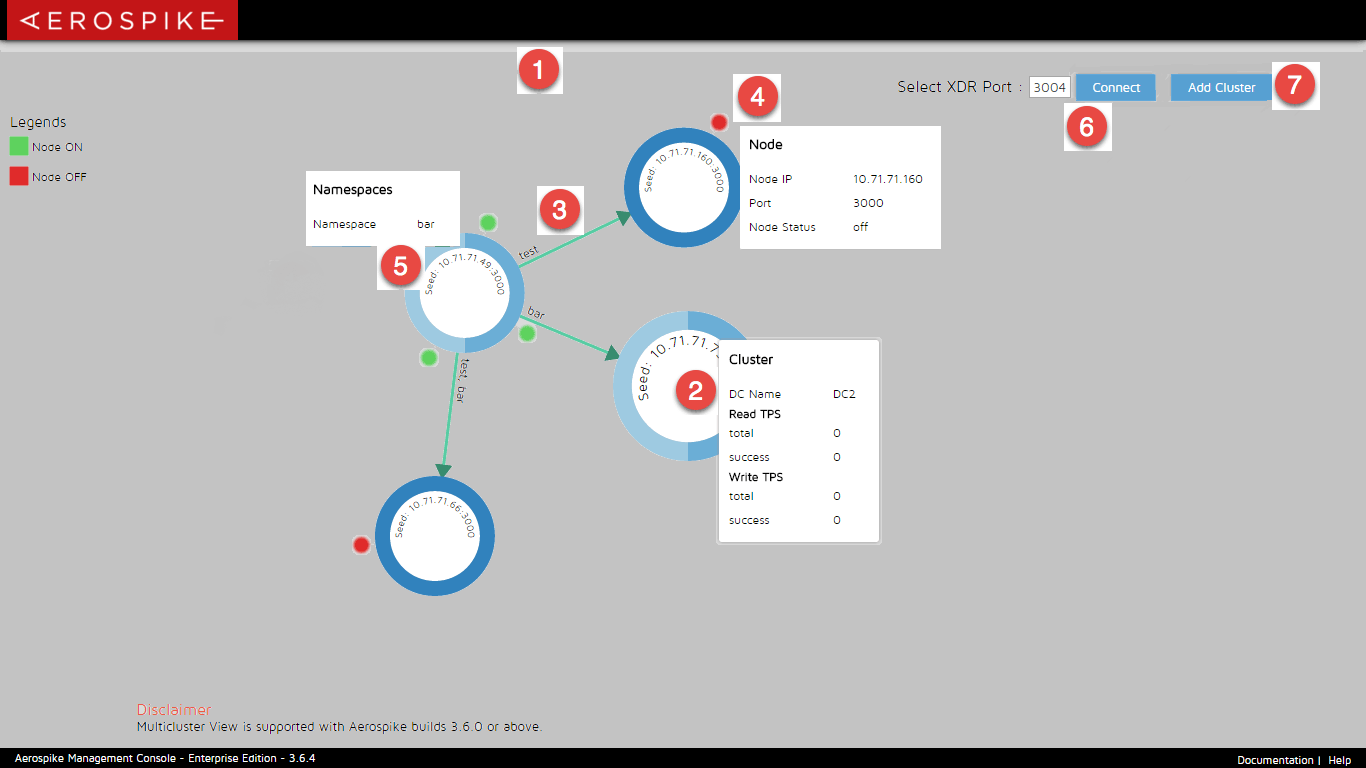 AEROSPIKE
1
Select XDR Port : 3004 Connect Add Cluster 7
4
6
Legends
Node ON
Node OFF
Node
Node IP 10.71.71.160
Port 3000
Node Status off
Seed: 10.71.71.160:3000
Namespaces
Namespace bar
3
test
5
Seed: 10.71.71.49:3000
bar
test, bar
Seed: 10.71.71.7
2
Cluster
DC Name DC2
Read TPS
total 0
success 0
Write TPS
total 0
success 0
Seed: 10.71.71.66:3000
Disclaimer
Multicluster View is supported with Aerospike builds 3.6.0 or above.
Aerospike Management Console - Enterprise Edition - 3.6.4
Documentation | Help